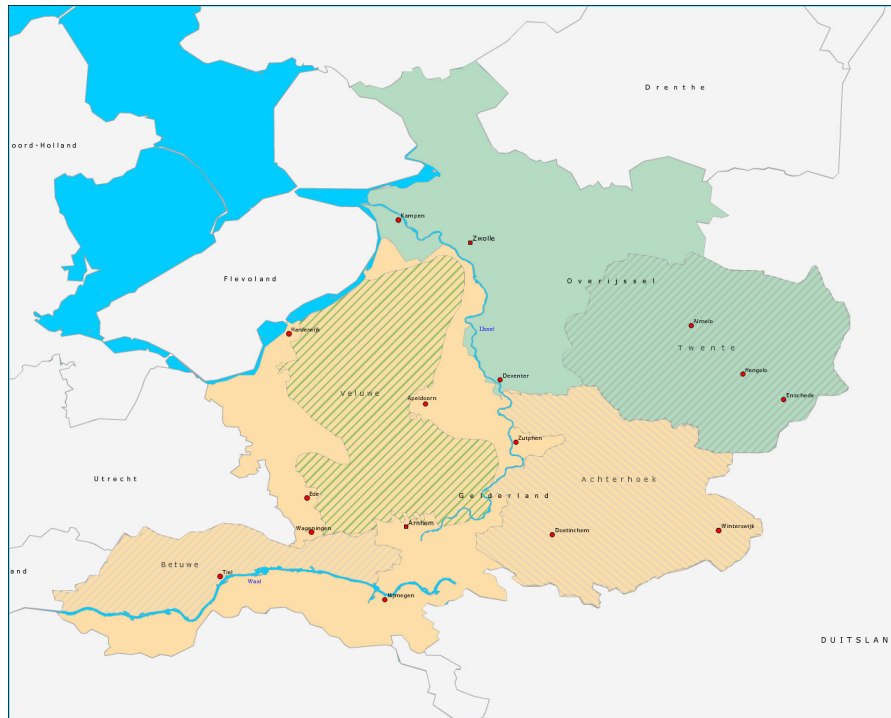 Drenthe
oord-Holland
Kampen
Zwolle
Flevoland
Overijssel
Harderwijk
IJssel
Almelo
Twente
Deventer
Hengelo
Veluwe
Apeldoorn
Enschede
Zutphen
Utrecht
Achterhoek
Ede
Gelderland
Wageningen
Arnhem
Doetinchem
Winterswijk
Betuwe
land
Tiel
Waal
Nijmegen
DUITSLAN